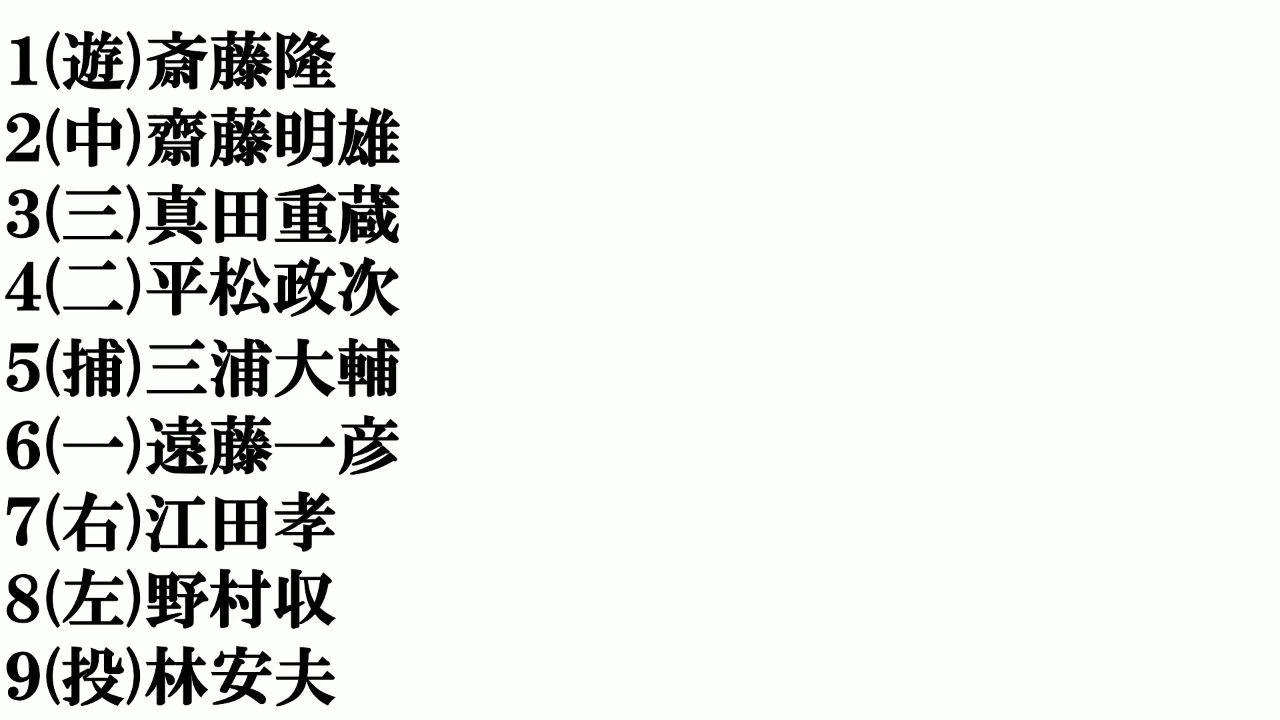 1(遊)斎藤隆
2(中)齋藤明雄
3(三)真田重蔵
4(二)平松政次
5(捕)三浦大輔
6(一)遠藤一彦
7(右)江田孝
8(左)野村収
9(投)林安夫